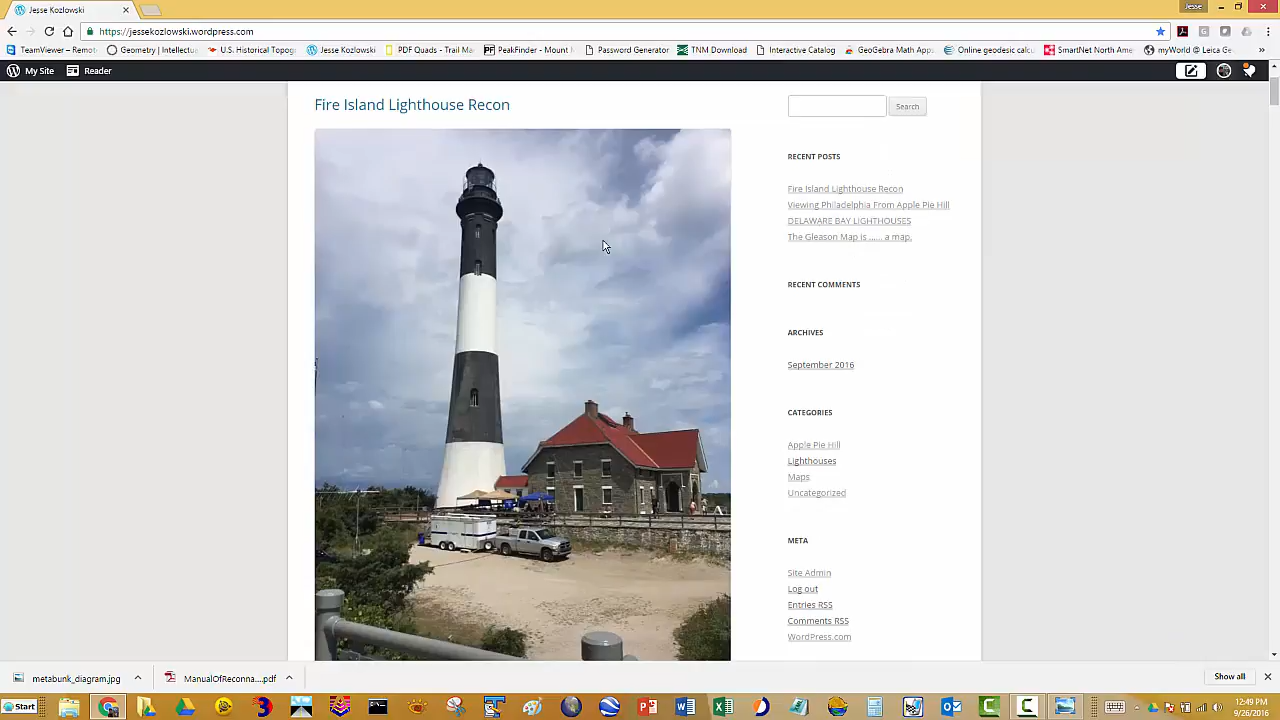 Jesse Kozlowski
Jesse
https://jessekozlowski.wordpress.com
TeamViewer – Remot
Geometry | Intellectu
U.S. Historical Topog
Jesse Kozlowski
PDF Quads - Trail Ma
PeakFinder - Mount
Password Generator
TNM Download
Interactive Catalog
GeoGebra Math App
Online geodesic calcu
SmartNet North Ame
myWorld @ Leica Ge
My Site
Reader
Fire Island Lighthouse Recon
Search
RECENT POSTS
Fire Island Lighthouse Recon
Viewing Philadelphia From Apple Pie Hill
DELAWARE BAY LIGHTHOUSES
The Gleason Map is …… a map.
RECENT COMMENTS
ARCHIVES
September 2016
CATEGORIES
Apple Pie Hill
Lighthouses
Maps
Uncategorized
META
Site Admin
Log out
Entries RSS
Comments RSS
WordPress.com
metabunk_diagram.jpg
ManualOfReconna....pdf
Show all
Start
12:49 PM
9/26/2016